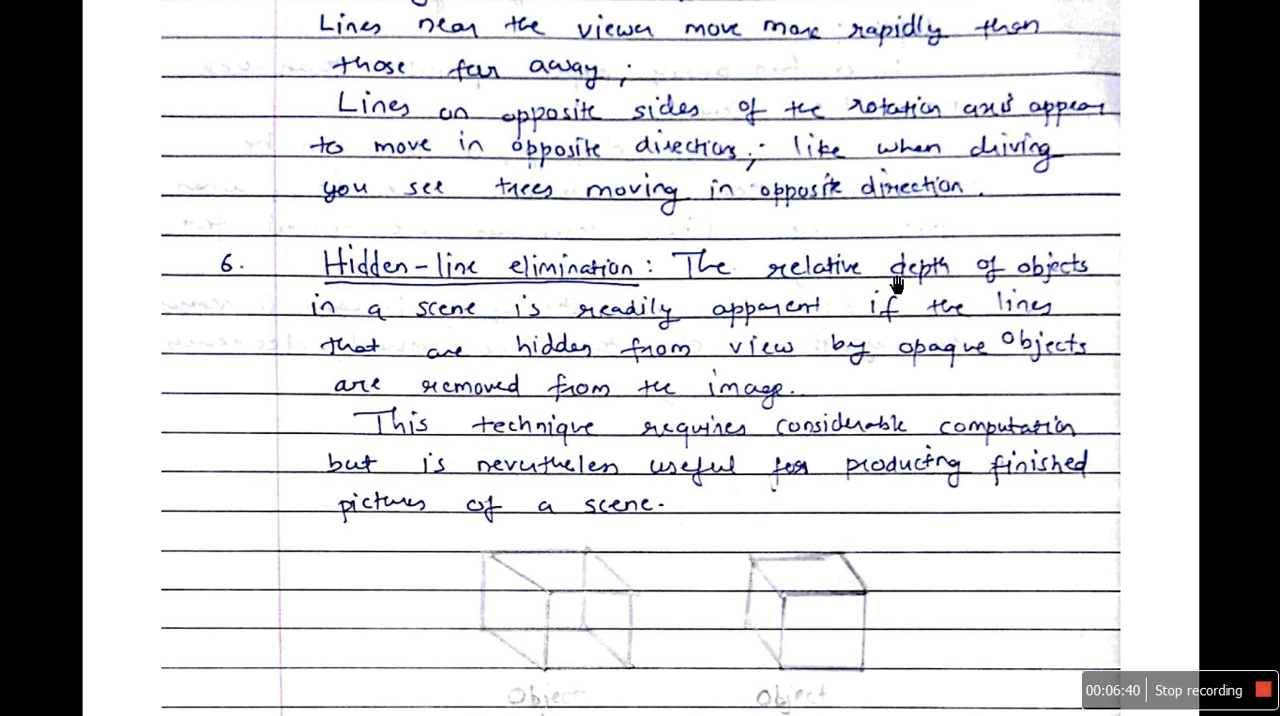 Lines near the viewer move more rapidly than
those far away;
Lines on opposite sides of the rotation axis appear
to move in opposite directions; like when driving
you see trees moving in opposite direction.
6. Hidden-line elimination: The relative depth of objects
in a scene is readily apparent if the lines
that are hidden from view by opaque objects
are removed from the image.
This technique requires considerable computation
but is nevertheless useful for producing finished
pictures of a scene.
Object Object
00:06:40 Stop recording